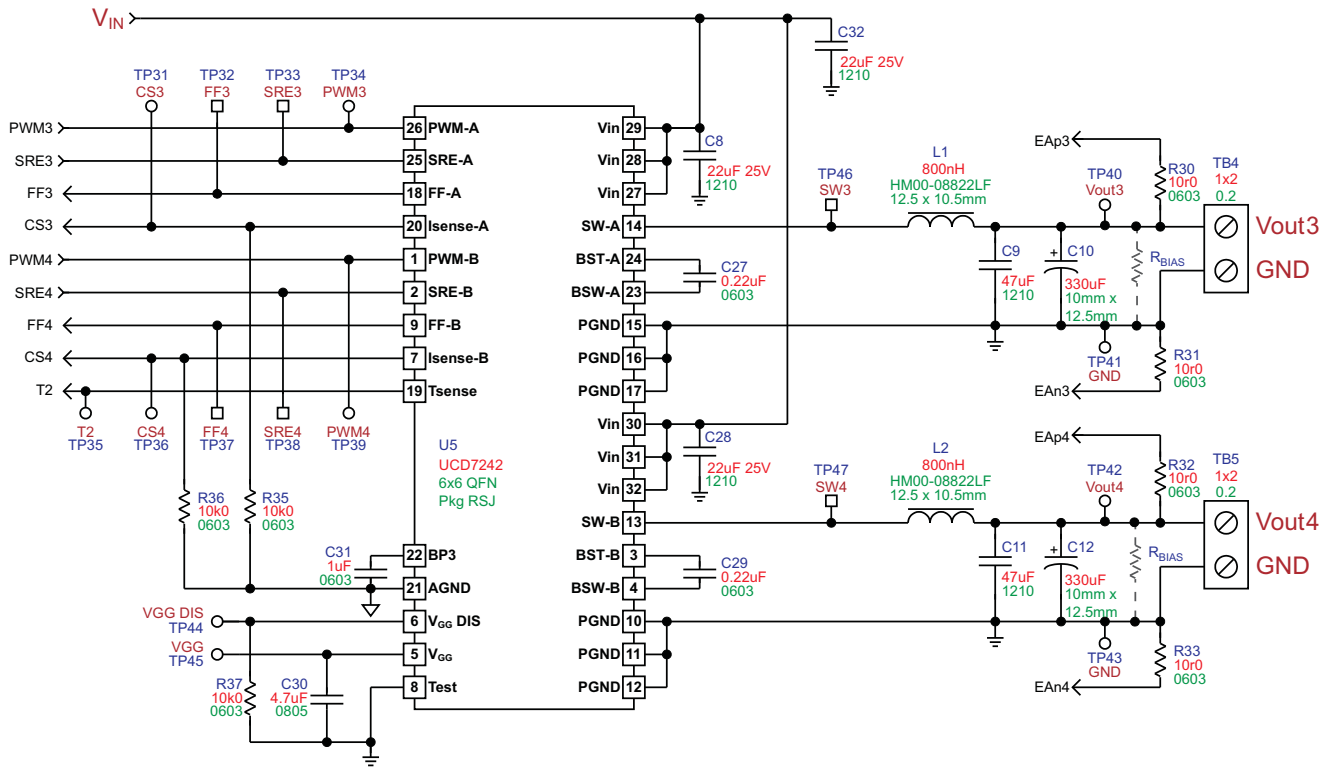 VIN
C32
22uF 25V
1210
TP31
CS3
TP32
FF3
TP33
SRE3
TP34
PWM3
PWM3
SRE3
FF3
CS3
PWM4
SRE4
FF4
CS4
T2
26 PWM-A
25 SRE-A
18 FF-A
20 Isense-A
1 PWM-B
2 SRE-B
9 FF-B
7 Isense-B
19 Tsense
22 BP3
21 AGND
6 VGG DIS
5 VGG
8 Test
Vin 29
Vin 28
Vin 27
SW-A 14
BST-A 24
BSW-A 23
PGND 15
PGND 16
PGND 17
Vin 30
Vin 31
Vin 32
SW-B 13
BST-B 3
BSW-B 4
PGND 10
PGND 11
PGND 12
U5
UCD7242
6x6 QFN
Pkg RSJ
T2
TP35
CS4
TP36
FF4
TP37
SRE4
TP38
PWM4
TP39
R36
10k0
0603
R35
10k0
0603
C31
1uF
0603
VGG DIS
TP44
VGG
TP45
R37
10k0
0603
C30
4.7uF
0805
C8
22uF 25V
1210
C27
0.22uF
0603
TP46
SW3
L1
800nH
HM00-08822LF
12.5 x 10.5mm
C9
47uF
1210
C10
+
330uF
10mm x
12.5mm
TP40
Vout3
RBIAS
EAp3
R30
10r0
0603
TB4
1x2
0.2
Vout3
GND
TP41
GND
R31
10r0
0603
EAn3
C28
22uF 25V
1210
C29
0.22uF
0603
TP47
SW4
L2
800nH
HM00-08822LF
12.5 x 10.5mm
C11
47uF
1210
C12
+
330uF
10mm x
12.5mm
TP42
Vout4
RBIAS
EAp4
R32
10r0
0603
TB5
1x2
0.2
Vout4
GND
TP43
GND
R33
10r0
0603
EAn4